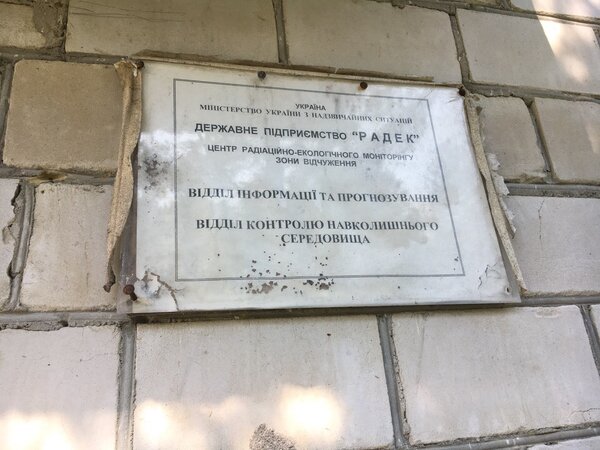 УКРАЇНА
МІНІСТЕРСТВО УКРАЇНИ З НАДЗВИЧАЙНИХ СИТУАЦІЙ
ДЕРЖАВНЕ ПІДПРИЄМСТВО "РАДЕК"
ЦЕНТР РАДІАЦІЙНО-ЕКОЛОГІЧНОГО МОНІТОРИНГУ
ЗОНИ ВІДЧУЖЕННЯ
ВІДДІЛ ІНФОРМАЦІЇ ТА ПРОГНОЗУВАННЯ
ВІДДІЛ КОНТРОЛЮ НАВКОЛИШНЬОГО
СЕРЕДОВИЩА